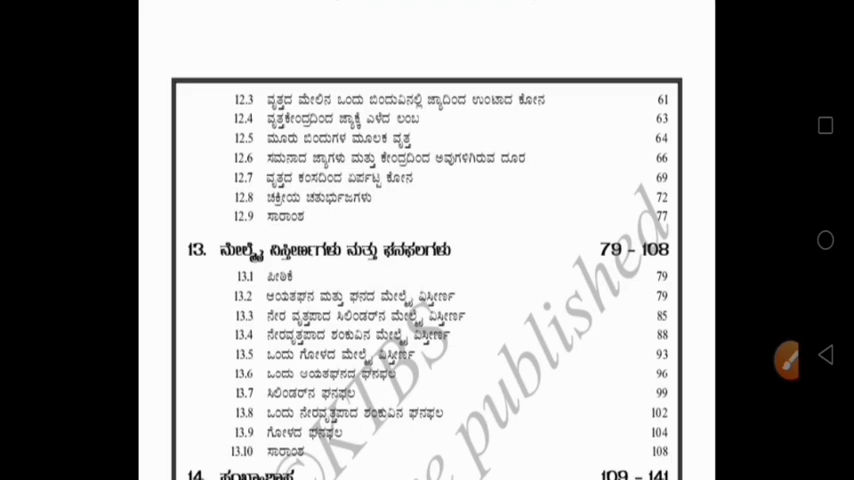 12.3 ವೃತ್ತದ ಮೇಲಿನ ಒಂದು ಬಿಂದುವಿನಲ್ಲಿ ಜ್ಯಾದಿಂದ ಉಂಟಾದ ಕೋನ 61
12.4 ವೃತ್ತಕೇಂದ್ರದಿಂದ ಜ್ಯಾಕ್ಕೆ ಎಳೆದ ಲಂಬ 63
12.5 ಮೂರು ಬಿಂದುಗಳ ಮೂಲಕ ವೃತ್ತ 64
12.6 ಸಮನಾದ ಜ್ಯಾಗಳು ಮತ್ತು ಕೇಂದ್ರದಿಂದ ಅವುಗಳಿಗಿರುವ ದೂರ 66
12.7 ವೃತ್ತದ ಕಂಸದಿಂದ ಏರ್ಪಟ್ಟ ಕೋನ 69
12.8 ಚಕ್ರೀಯ ಚತುರ್ಭುಜಗಳು 72
12.9 ಸಾರಾಂಶ 77
13. ಮೇಲ್ಮೈ ವಿಸ್ತೀರ್ಣಗಳು ಮತ್ತು ಘನಫಲಗಳು 79 - 108
13.1 ಪೀಠಿಕೆ 79
13.2 ಆಯತಘನ ಮತ್ತು ಘನದ ಮೇಲ್ಮೈ ವಿಸ್ತೀರ್ಣ 79
13.3 ನೇರ ವೃತ್ತಪಾದ ಸಿಲಿಂಡರ್‌ನ ಮೇಲ್ಮೈ ವಿಸ್ತೀರ್ಣ 85
13.4 ನೇರವೃತ್ತಪಾದ ಶಂಕುವಿನ ಮೇಲ್ಮೈ ವಿಸ್ತೀರ್ಣ 88
13.5 ಒಂದು ಗೋಳದ ಮೇಲ್ಮೈ ವಿಸ್ತೀರ್ಣ 93
13.6 ಒಂದು ಆಯತಘನದ ಘನಫಲ 96
13.7 ಸಿಲಿಂಡರ್‌ನ ಘನಫಲ 99
13.8 ಒಂದು ನೇರವೃತ್ತಪಾದ ಶಂಕುವಿನ ಘನಫಲ 102
13.9 ಗೋಳದ ಘನಫಲ 104
13.10 ಸಾರಾಂಶ 108
14. ಸಂಖ್ಯಾಶಾಸ್ತ್ರ 109 - 141
©KTBS
be published